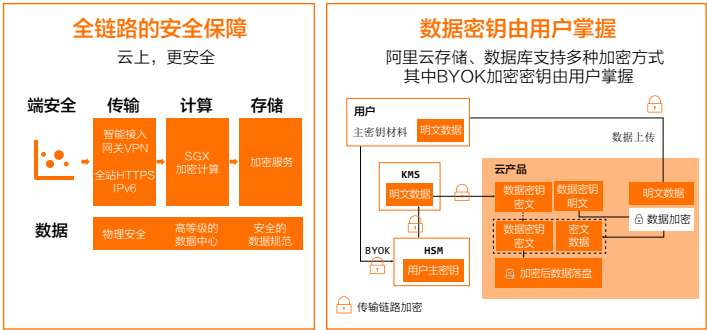 全链路的安全保障
云上，更安全
端安全
传输
计算
存储
智能接入
网关VPN
全站HTTPS
IPv6
SGX
加密计算
加密服务
数据
物理安全
高等级的
数据中心
安全的
数据规范
数据密钥由用户掌握
阿里云存储、数据库支持多种加密方式
其中BYOK加密密钥由用户掌握
用户
主密钥材料
明文数据
数据上传
KMS
明文数据
云产品
数据密钥
密文
数据密钥
明文
明文数据
数据加密
数据密钥
密文
密文
数据
BYOK
HSM
用户主密钥
加密后数据落盘
传输链路加密